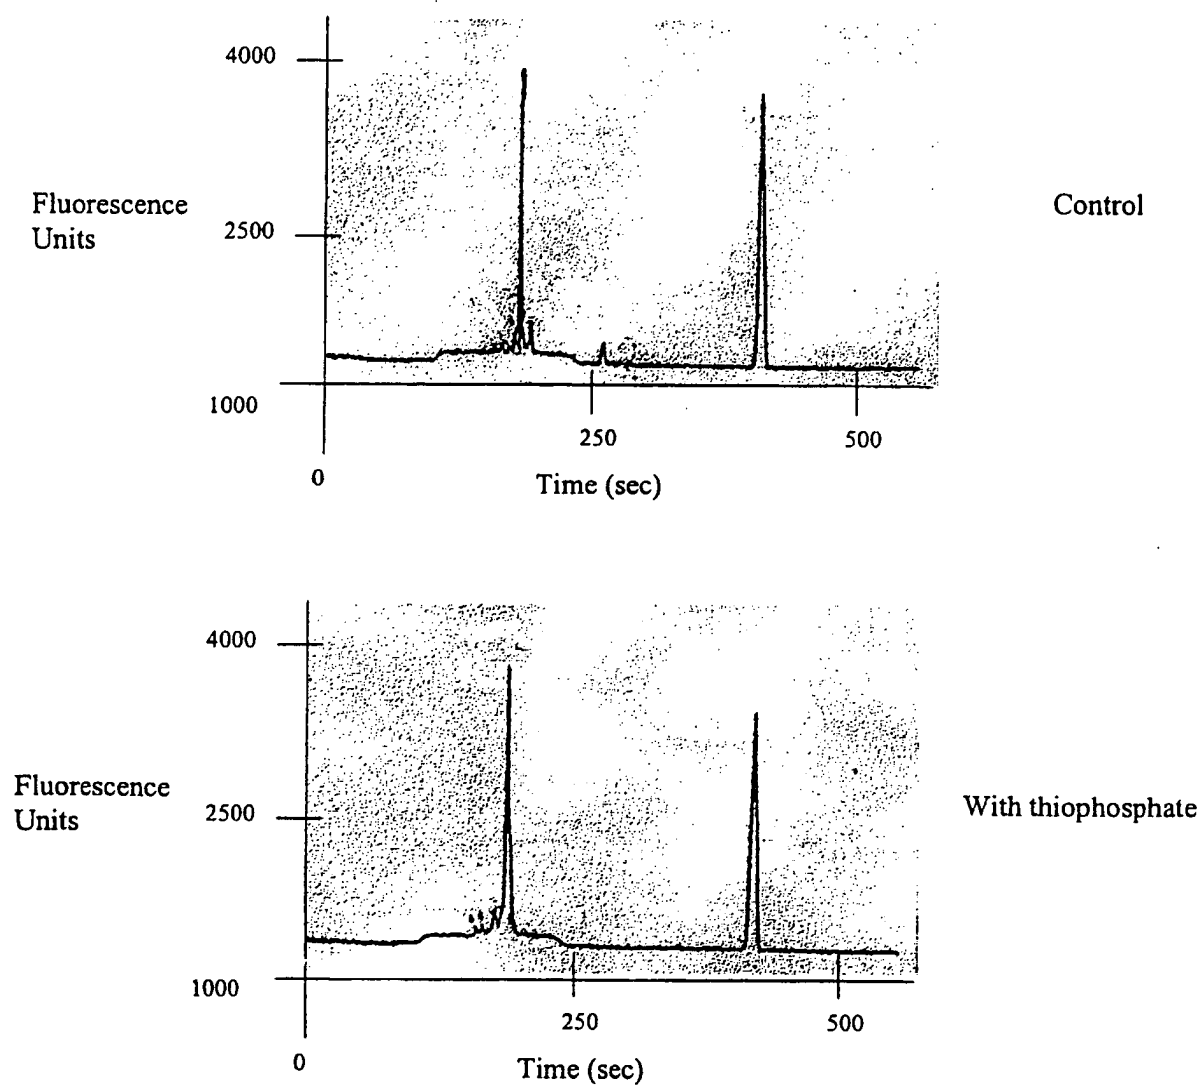 4000
Fluorescence
Units
2500
Control
1000
250
500
0
Time (sec)
4000
Fluorescence
Units
2500
With thiophosphate
1000
250
500
0
Time (sec)